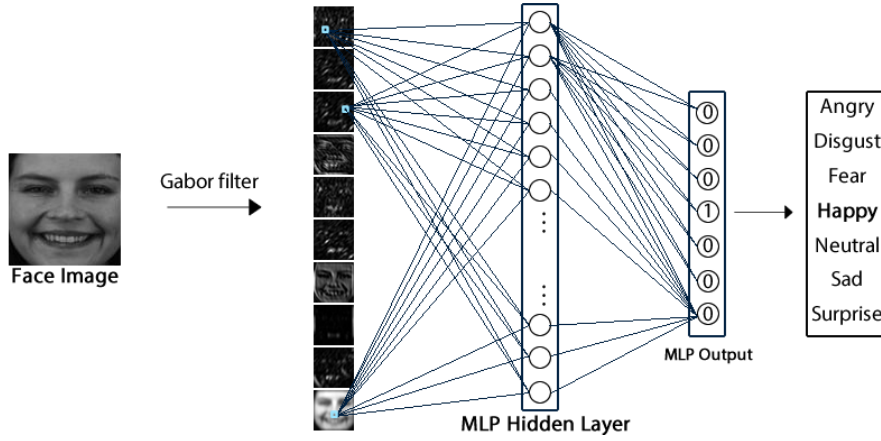 Face Image
Gabor filter
MLP Hidden Layer
0
0
0
1
0
0
0
MLP Output
Angry
Disgust
Fear
Happy
Neutral
Sad
Surprise